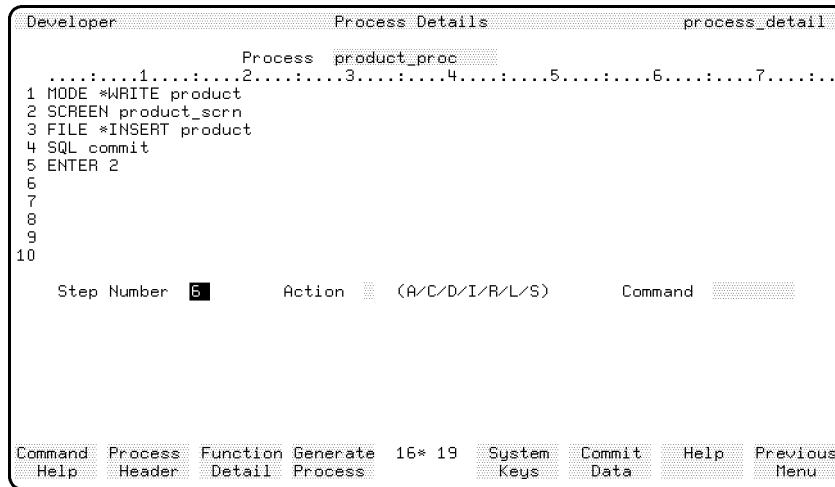 Developer Process Details process_detail
Process product_proc
....:....1....:....2....:....3....:....4....:....5....:....6....:....7....:..
1 MODE *WRITE product
2 SCREEN product_scrn
3 FILE *INSERT product
4 SQL commit
5 ENTER 2
6
7
8
9
10
Step Number 6 Action (A/C/D/I/R/L/S) Command
Command Process Function Generate 16* 19 System Commit Help Previous
Help Header Detail Process Keys Data Menu